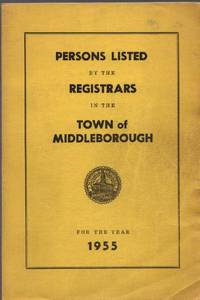 PERSONS LISTED
BY THE
REGISTRARS
IN THE
TOWN of
MIDDLEBOROUGH
FOR THE YEAR
1955